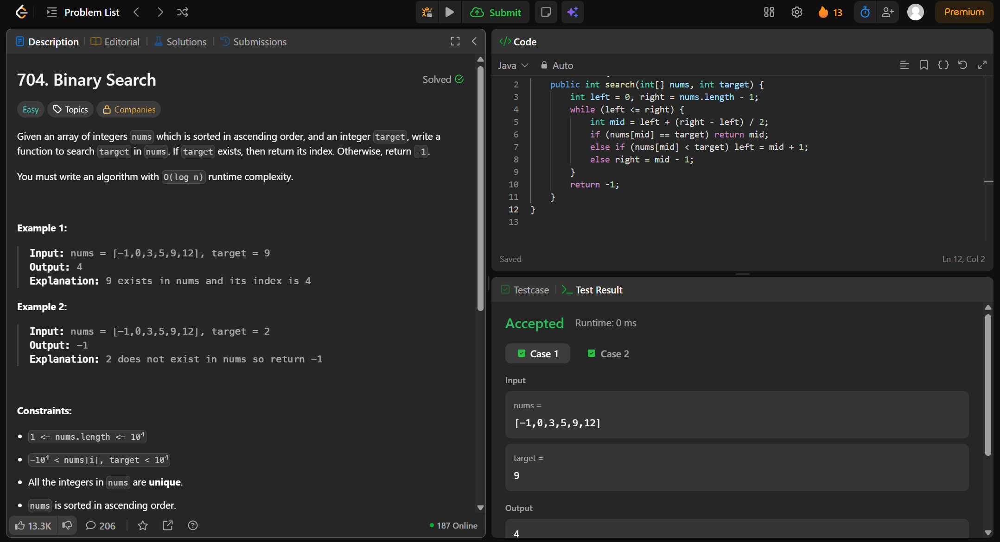 Problem List
Submit
13
Premium
Description
Editorial
Solutions
Submissions
704. Binary Search
Solved
Easy
Topics
Companies
Given an array of integers nums which is sorted in ascending order, and an integer target, write a
function to search target in nums. If target exists, then return its index. Otherwise, return -1.
You must write an algorithm with O(log n) runtime complexity.
Example 1:
Input: nums = [-1,0,3,5,9,12], target = 9
Output: 4
Explanation: 9 exists in nums and its index is 4
Example 2:
Input: nums = [-1,0,3,5,9,12], target = 2
Output: -1
Explanation: 2 does not exist in nums so return -1
Constraints:
• 1 <= nums.length <= 10⁴
• -10⁴ < nums[i], target < 10⁴
• All the integers in nums are unique.
• nums is sorted in ascending order.
13.3K
206
187 Online
</> Code
Java
Auto
2 public int search(int[] nums, int target) {
3 int left = 0, right = nums.length - 1;
4 while (left <= right) {
5 int mid = left + (right - left) / 2;
6 if (nums[mid] == target) return mid;
7 else if (nums[mid] < target) left = mid + 1;
8 else right = mid - 1;
9 }
10 return -1;
11 }
12 }
13
Saved
Ln 12, Col 2
Testcase
Test Result
Accepted
Runtime: 0 ms
Case 1
Case 2
Input
nums =
[-1,0,3,5,9,12]
target =
9
Output
4